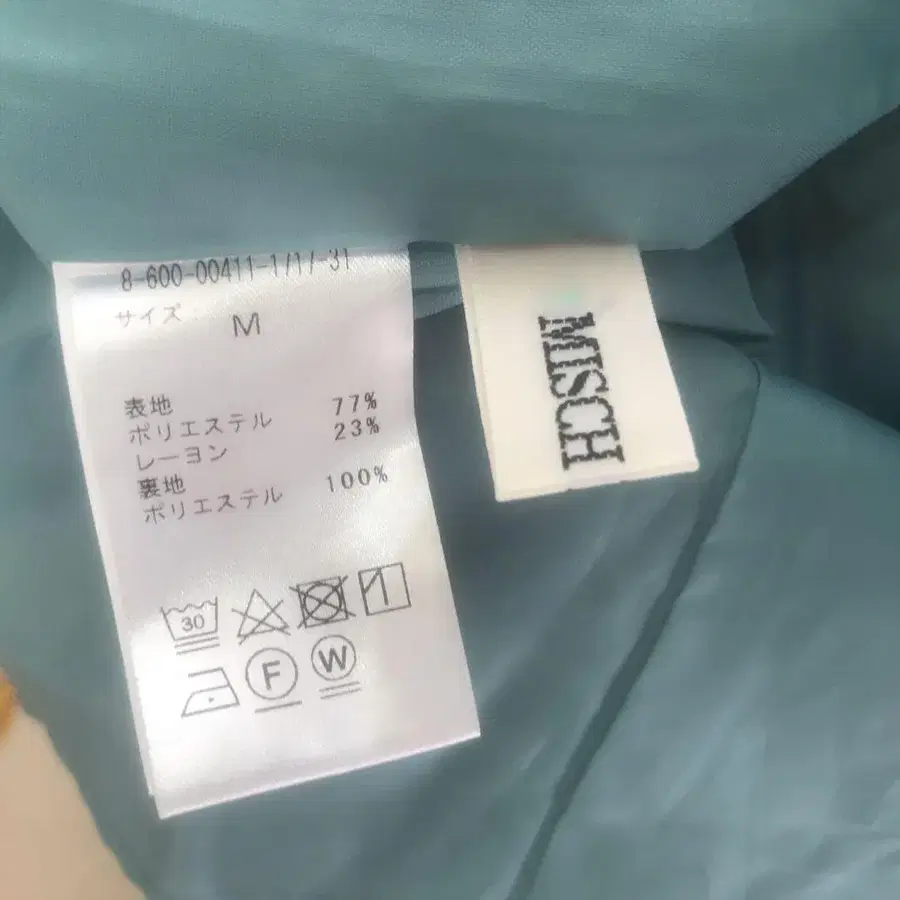 8-600-00411-1/1/-31
サイズ
M
表地
ポリエステル 77%
レーヨン 23%
裏地
ポリエステル 100%
30
F
W
MISCH